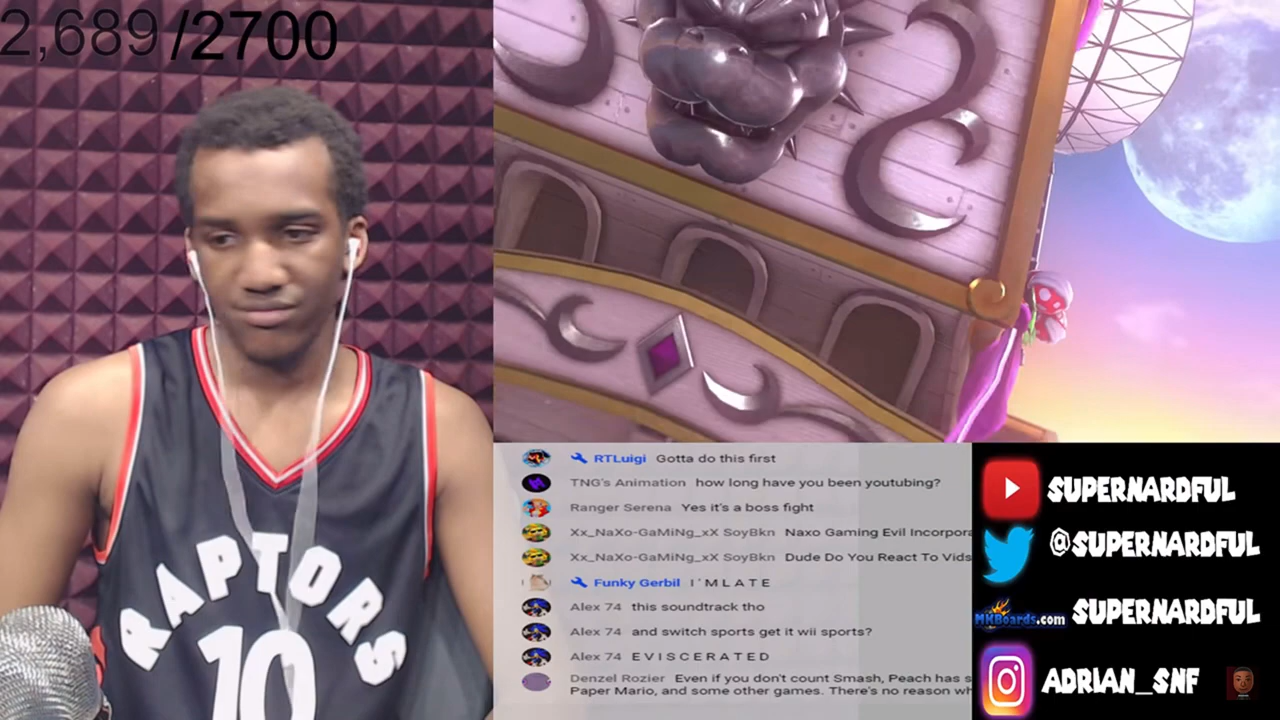 2,689/2700
RAPTORS
10
RTLuigi Gotta do this first
TNG's Animation how long have you been youtubing?
Ranger Serena Yes it's a boss fight
Xx_NaXo-GaMiNg_xX SoyBkn Naxo Gaming Evil Incorpora
Xx_NaXo-GaMiNg_xX SoyBkn Dude Do You React To Vids
Funky Gerbil I ' M L A T E
Alex 74 this soundtrack tho
Alex 74 and switch sports get it wii sports?
Alex 74 E V I S C E R A T E D
Denzel Rozier Even if you don't count Smash, Peach has s
Paper Mario, and some other games. There's no reason wh
SUPERNARDFUL
@SUPERNARDFUL
MKBoards.com SUPERNARDFUL
ADRIAN_SNF